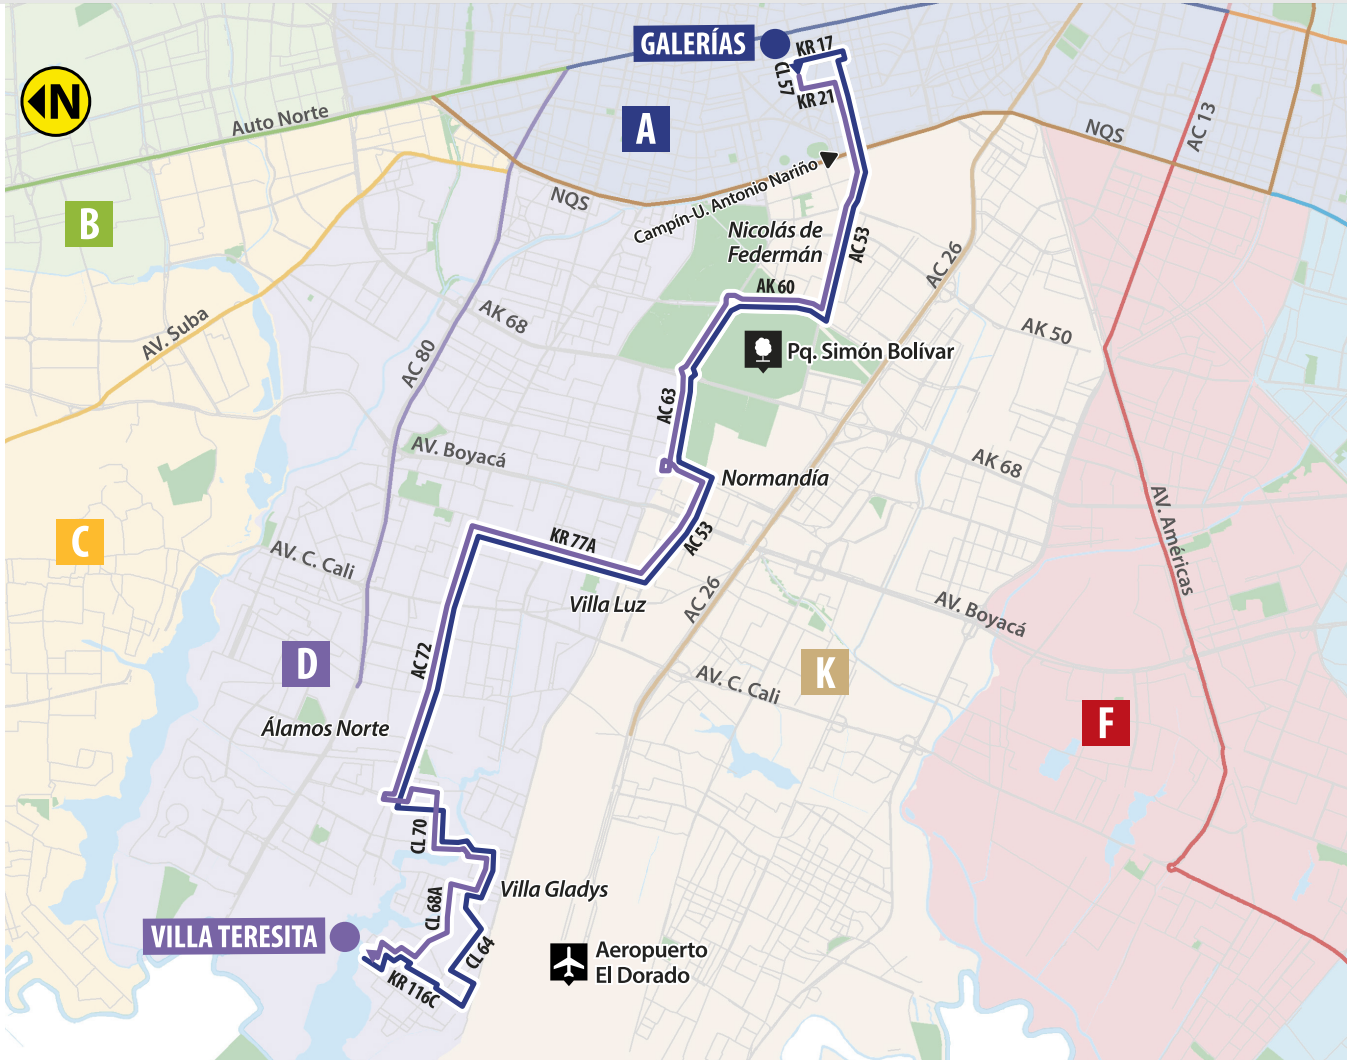 GALERÍAS
KR 17
CL 57
KR 21
N
Auto Norte
A
NQS
AC 13
Campín-U. Antonio Nariño
NQS
B
Nicolás de
Federmán
AC 53
AC 26
AK 60
AK 68
AV. Suba
AC 80
Pq. Simón Bolívar
AK 50
AC 63
AV. Boyacá
Normandía
AK 68
AV. Américas
C
AV. C. Cali
KR 77A
AC 53
Villa Luz
AC 26
AV. Boyacá
D
AC 72
K
AV. C. Cali
Álamos Norte
F
CL 70
Villa Gladys
CL 68A
VILLA TERESITA
CL 64
KR 116C
Aeropuerto
El Dorado